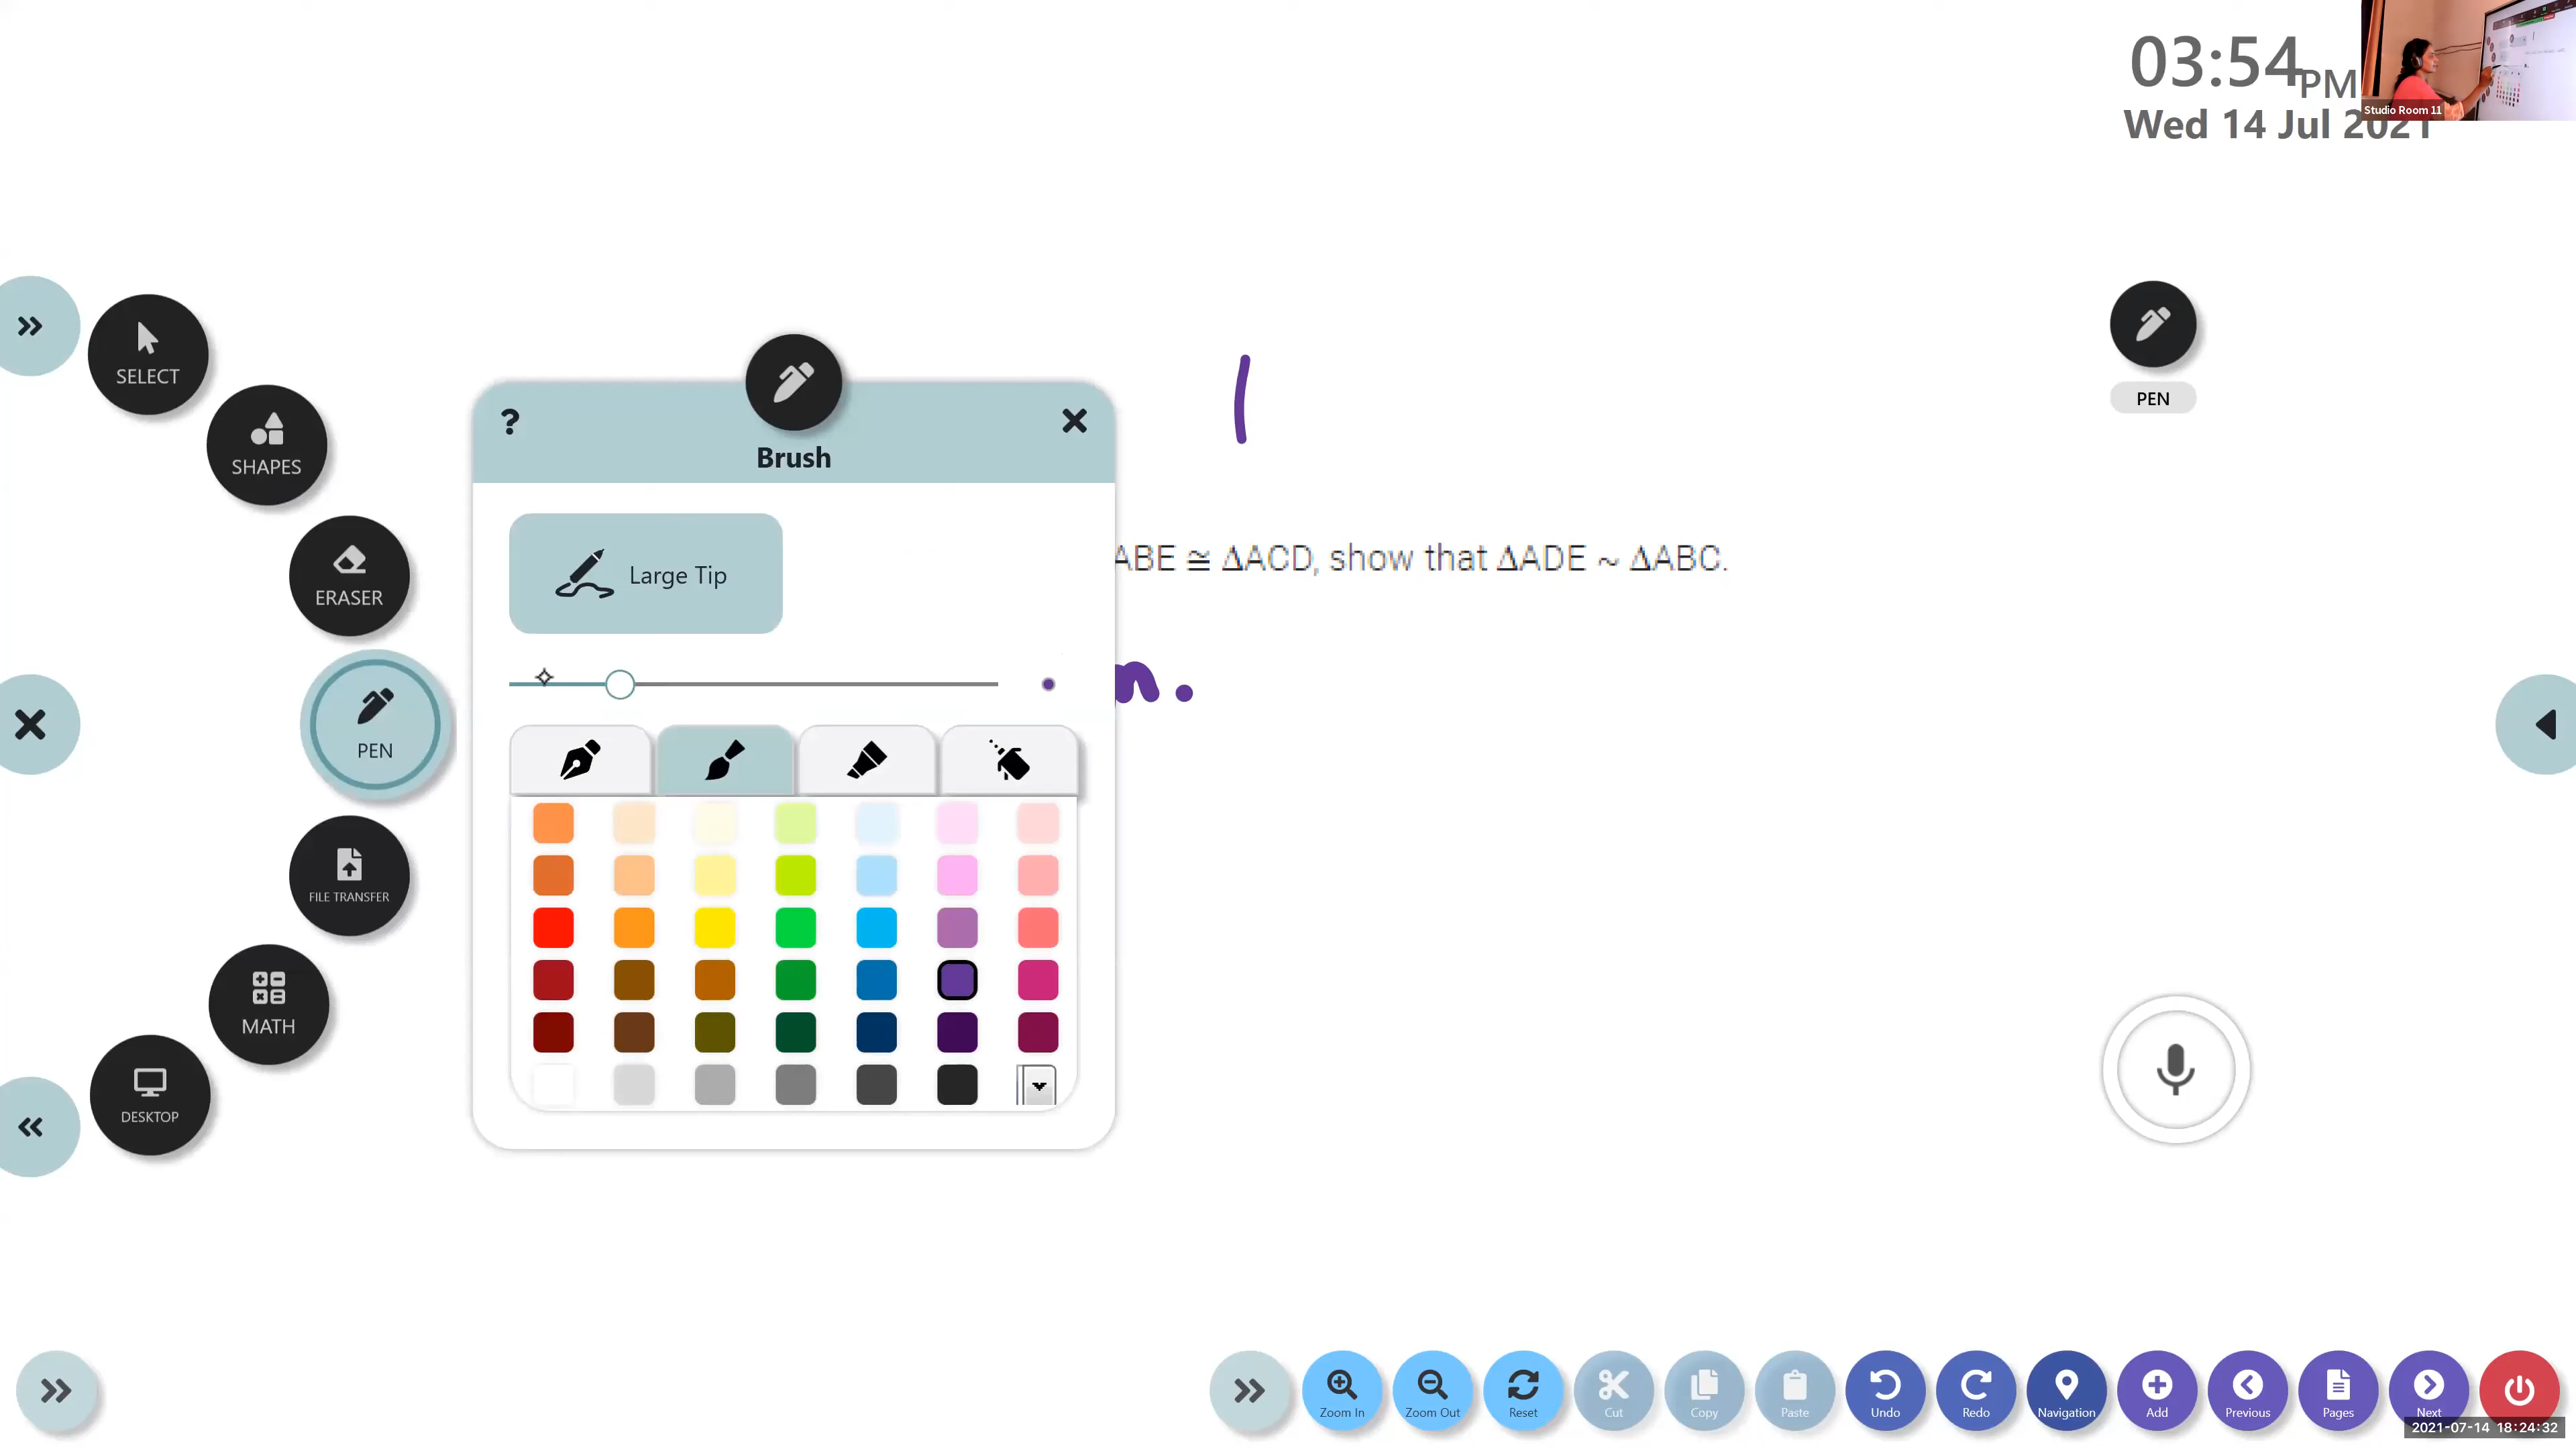 03:54 PM
Studio Room 11
Wed 14 Jul 2021
SELECT
SHAPES
ERASER
PEN
FILE TRANSFER
MATH
DESKTOP
?
Brush
Large Tip
ABE ≅ ΔACD, show that ΔADE ~ ΔABC.
PEN
Zoom In
Zoom Out
Reset
Cut
Copy
Paste
Undo
Redo
Navigation
Add
Previous
Pages
Next
2021-07-14 18:24:32